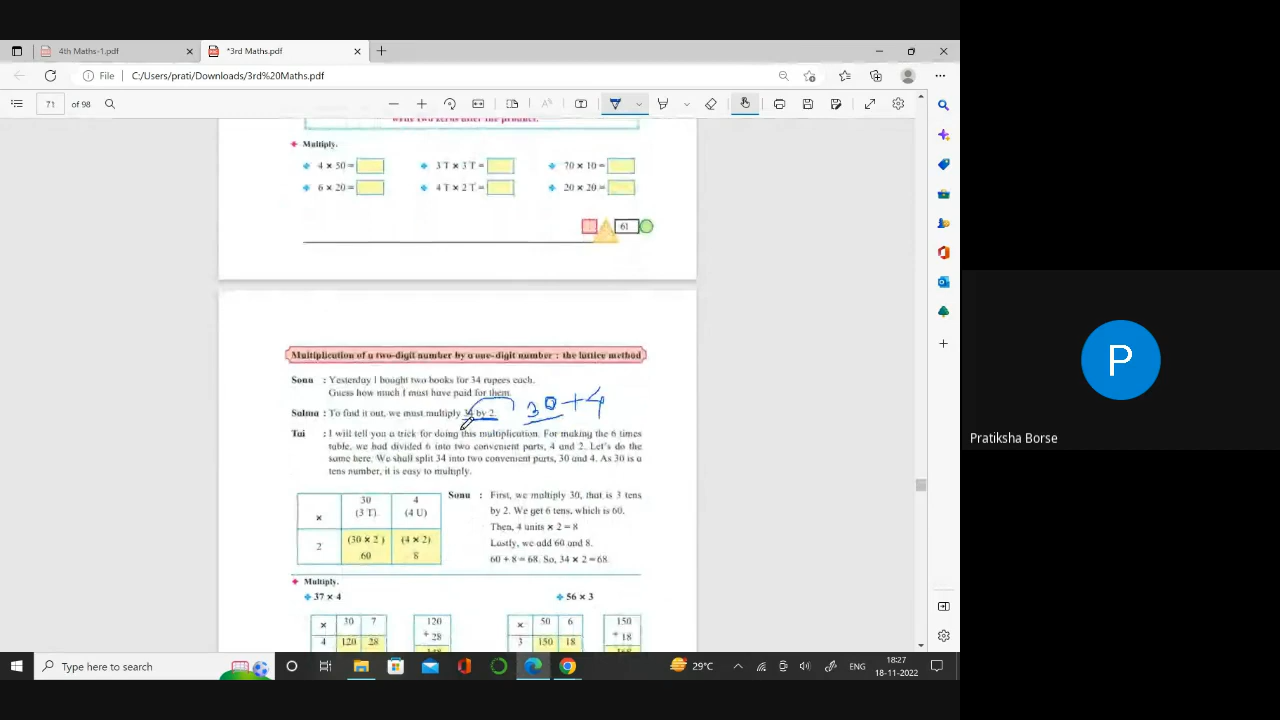 4th Maths-1.pdf
*3rd Maths.pdf
File
C:/Users/prati/Downloads/3rd%20Maths.pdf
71 of 98
write two zeros after the product.
Multiply.
4 × 50 =
3 T × 3 T =
70 × 10 =
6 × 20 =
4 T × 2 T =
20 × 20 =
61
Multiplication of a two-digit number by a one-digit number : the lattice method
Sonu : Yesterday I bought two books for 34 rupees each.
Guess how much I must have paid for them.
30+4
Salma : To find it out, we must multiply 34 by 2.
Tai : I will tell you a trick for doing this multiplication. For making the 6 times
table, we had divided 6 into two convenient parts, 4 and 2. Let's do the
same here. We shall split 34 into two convenient parts, 30 and 4. As 30 is a
tens number, it is easy to multiply.
× 30 4
(3 T) (4 U)
2 (30 × 2) (4 × 2)
60 8
Sonu : First, we multiply 30, that is 3 tens
by 2. We get 6 tens, which is 60.
Then, 4 units × 2 = 8
Lastly, we add 60 and 8.
60 + 8 = 68. So, 34 × 2 = 68.
Multiply.
37 × 4
56 × 3
× 30 7
4 120 28
120
+ 28
× 50 6
3 150 18
150
+ 18
P
Pratiksha Borse
Type here to search
29°C
ENG
18:27
18-11-2022